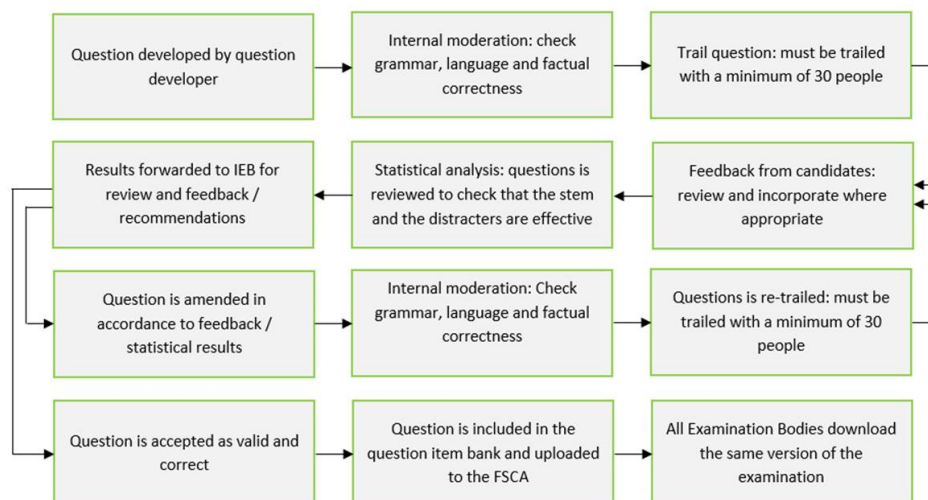 Question developed by question
developer
Internal moderation: check
grammar, language and factual
correctness
Trail question: must be trailed
with a minimum of 30 people
Results forwarded to IEB for
review and feedback /
recommendations
Statistical analysis: questions is
reviewed to check that the stem
and the distracters are effective
Feedback from candidates:
review and incorporate where
appropriate
Question is amended in
accordance to feedback /
statistical results
Internal moderation: Check
grammar, language and factual
correctness
Questions is re-trailed: must be
trailed with a minimum of 30
people
Question is accepted as valid and
correct
Question is included in the
question item bank and uploaded
to the FSCA
All Examination Bodies download
the same version of the
examination